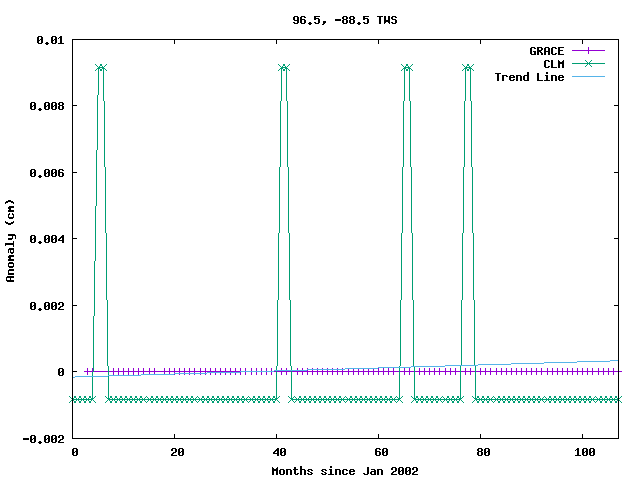 96.5, -88.5 TWS
GRACE
CLM
Trend Line
Anomaly (cm)
0.01
0.008
0.006
0.004
0.002
0
-0.002
0 20 40 60 80 100
Months since Jan 2002